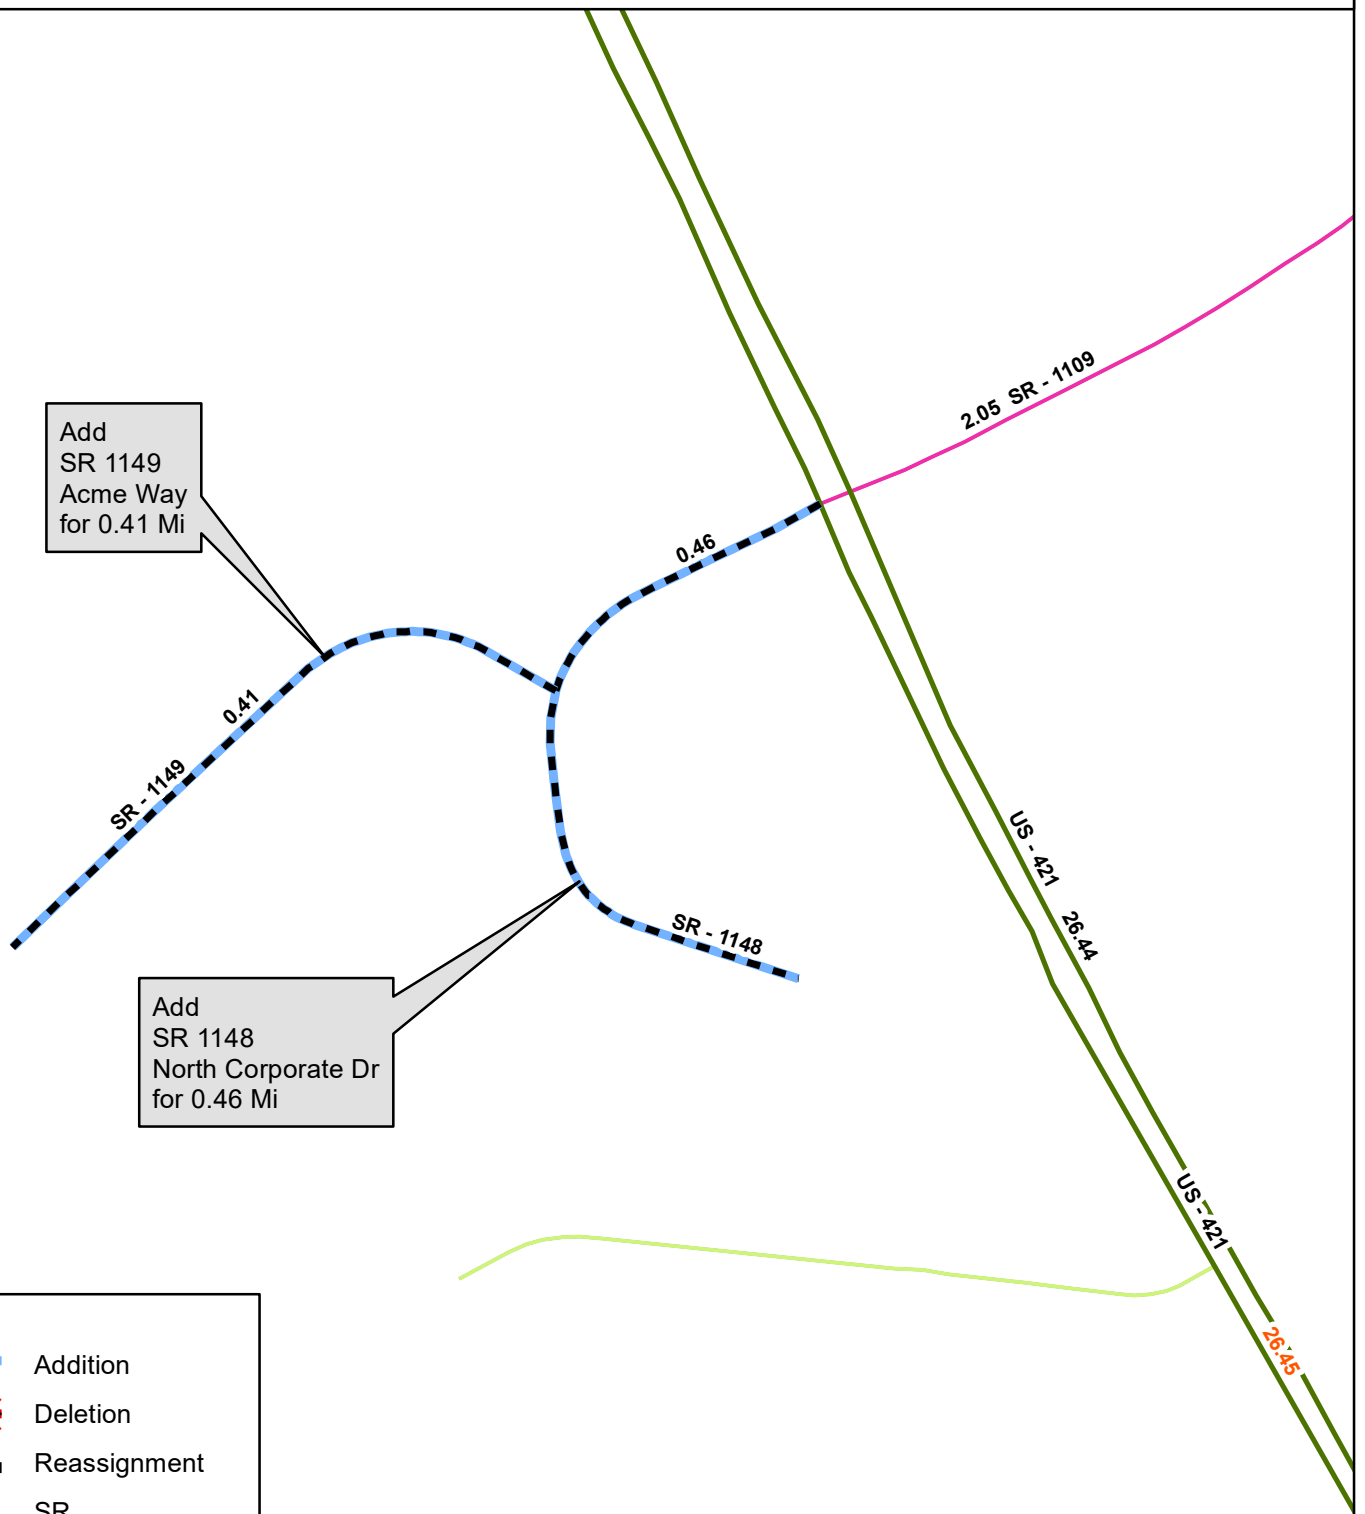 2.05 SR - 1109
Add
SR 1149
Acme Way
for 0.41 Mi
0.46
0.41
SR - 1149
US - 421
26.44
SR - 1148
Add
SR 1148
North Corporate Dr
for 0.46 Mi
US - 421
26.45
Addition
Deletion
Reassignment
SR